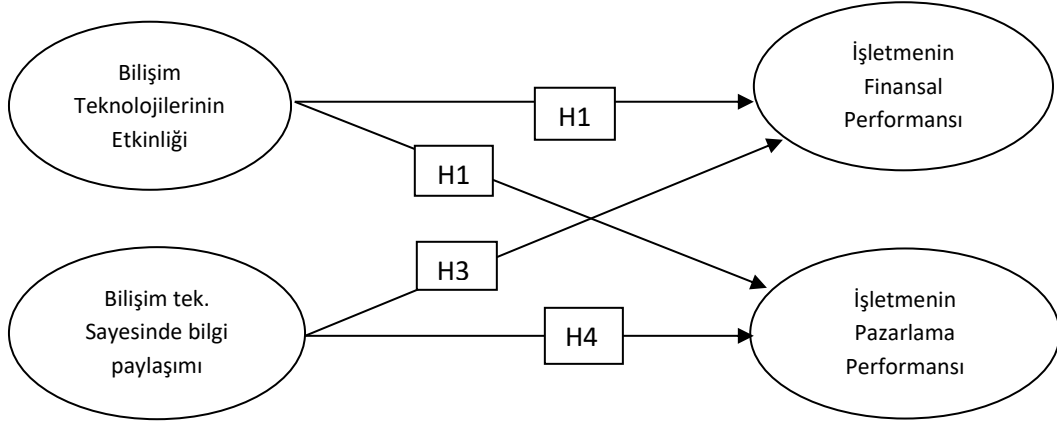 Bilişim
Teknolojilerinin
Etkinliği
İşletmenin
Finansal
Performansı
H1
H1
H3
H4
Bilişim tek.
Sayesinde bilgi
paylaşımı
İşletmenin
Pazarlama
Performansı